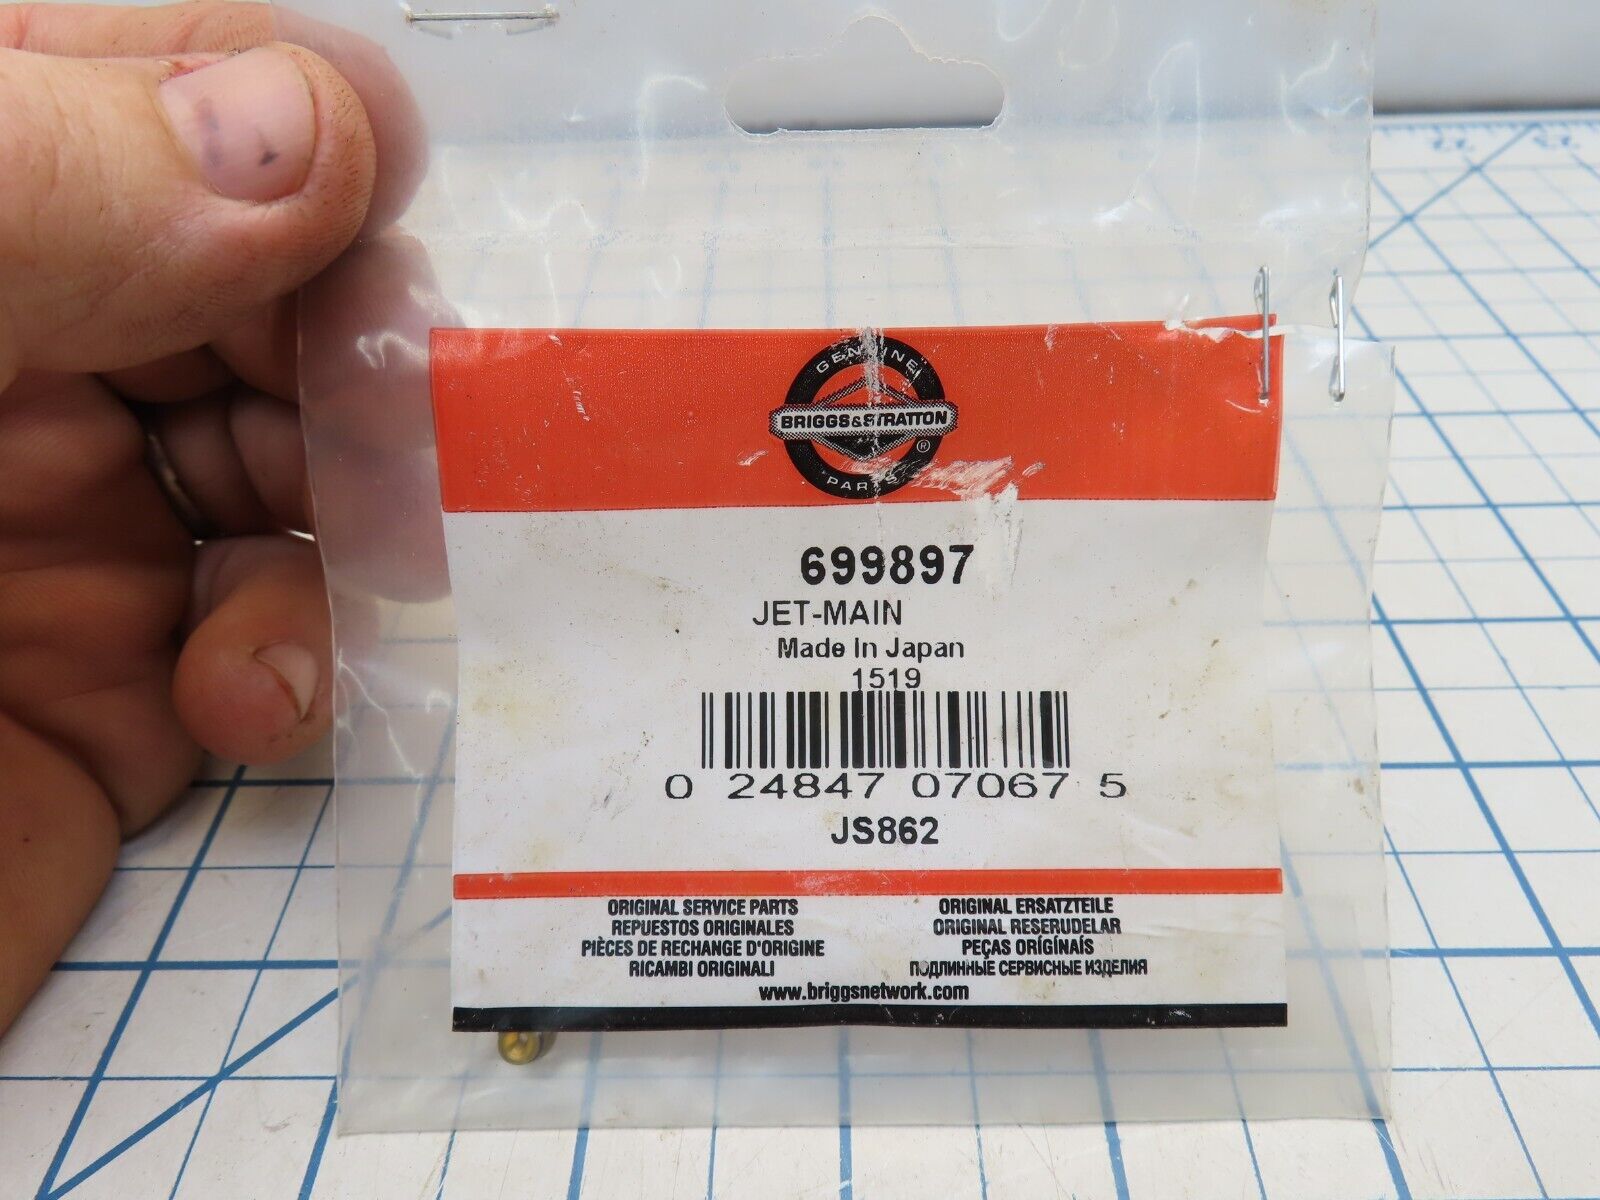 GENUINE
BRIGGS&STRATTON
®
PARTS
699897
JET-MAIN
Made In Japan
1519
0 24847 07067 5
JS862
ORIGINAL SERVICE PARTS
REPUESTOS ORIGINALES
PIÈCES DE RECHANGE D'ORIGINE
RICAMBI ORIGINALI
ORIGINAL ERSATZTEILE
ORIGINAL RESERUDELAR
PEÇAS ORÍGÍNAÍS
ПОДЛИННЫЕ СЕРВИСНЫЕ ИЗДЕЛИЯ
www.briggsnetwork.com